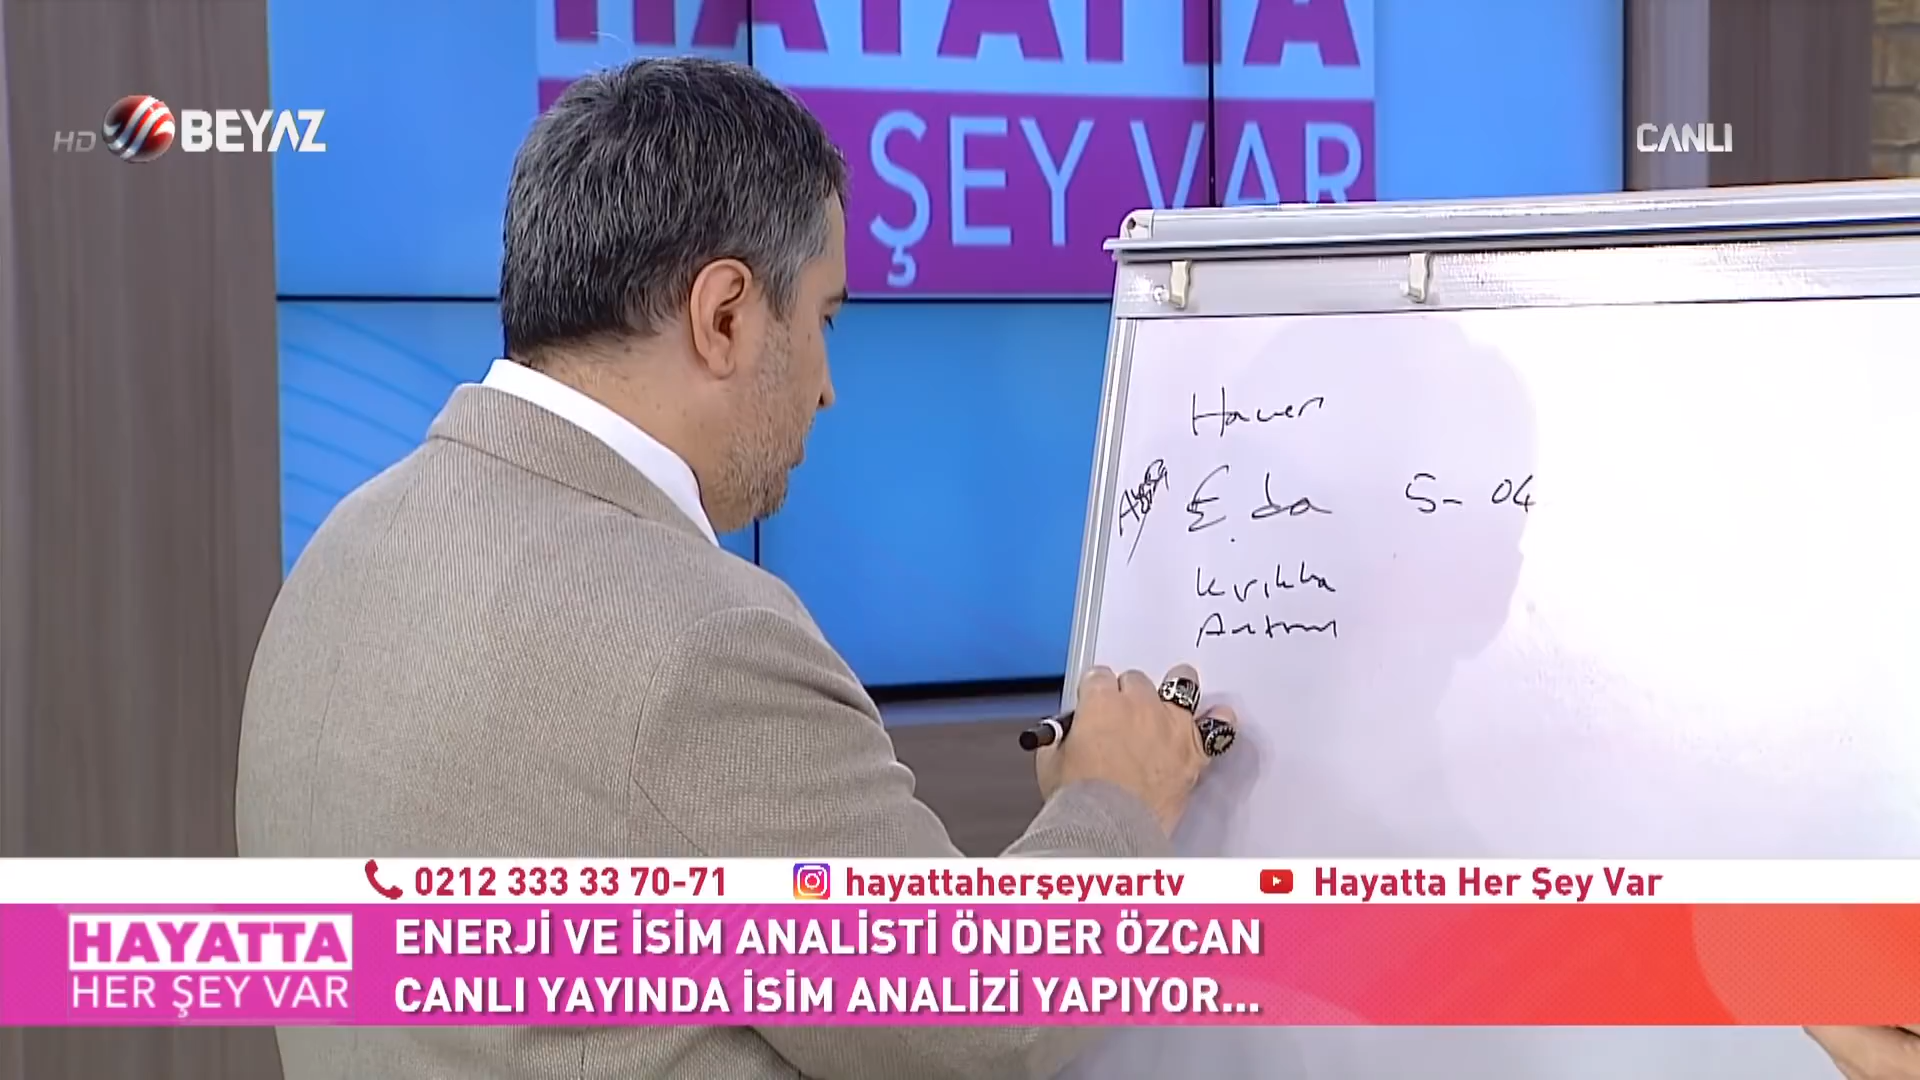 HAYATTA
ŞEY VAR
HD BEYAZ
CANLI
Hacer
Eda 5-04
Kırıkka
0212 333 33 70-71 hayattaherşeyvartv Hayatta Her Şey Var
HAYATTA
HER ŞEY VAR
ENERJİ VE İSİM ANALİSTİ ÖNDER ÖZCAN
CANLI YAYINDA İSİM ANALİZİ YAPIYOR...